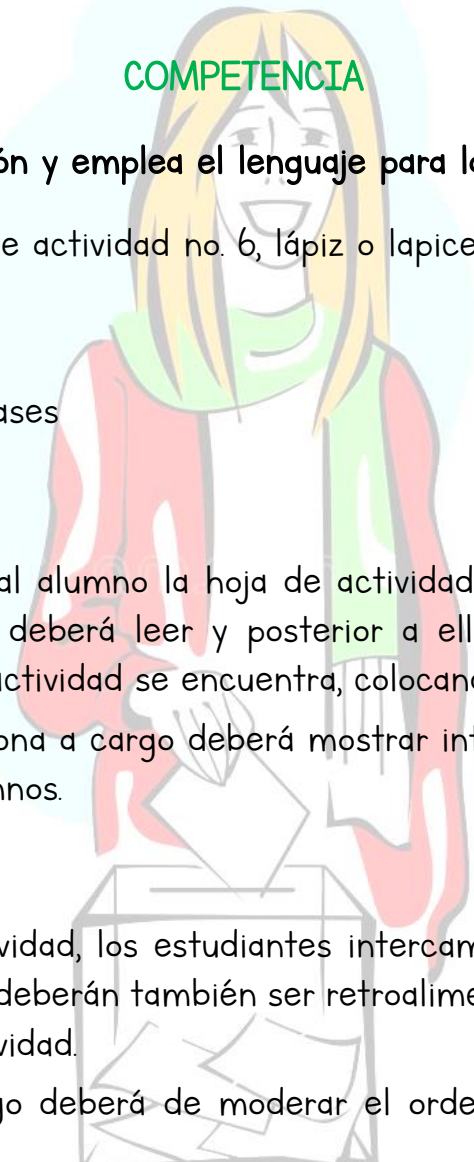 COMPETENCIA
ón y emplea el lenguaje para la
e actividad no. 6, lápiz o lapice
ases
al alumno la hoja de actividad
deberá leer y posterior a ell
actividad se encuentra, colocand
ona a cargo deberá mostrar int
nnos.
vidad, los estudiantes intercam
deberán también ser retroalime
vidad.
go deberá de moderar el orde